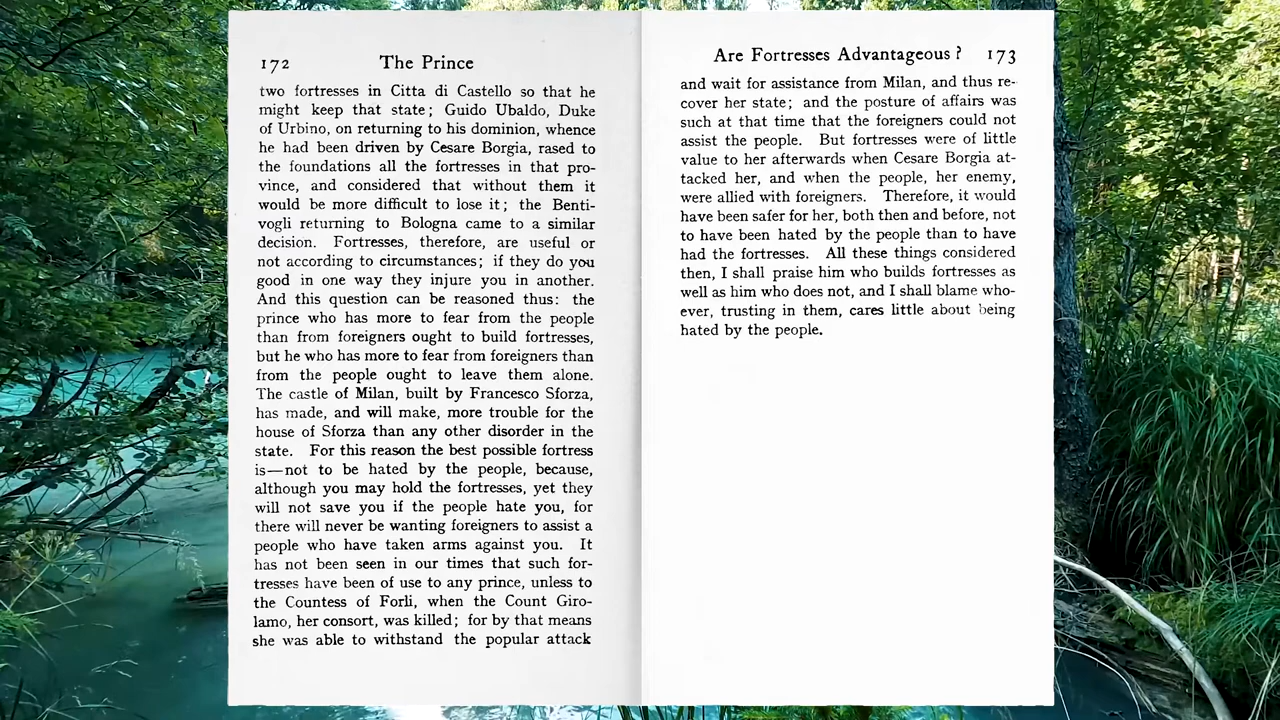 172 The Prince
two fortresses in Citta di Castello so that he
might keep that state; Guido Ubaldo, Duke
of Urbino, on returning to his dominion, whence
he had been driven by Cesare Borgia, rased to
the foundations all the fortresses in that pro-
vince, and considered that without them it
would be more difficult to lose it; the Benti-
vogli returning to Bologna came to a similar
decision. Fortresses, therefore, are useful or
not according to circumstances; if they do you
good in one way they injure you in another.
And this question can be reasoned thus: the
prince who has more to fear from the people
than from foreigners ought to build fortresses,
but he who has more to fear from foreigners than
from the people ought to leave them alone.
The castle of Milan, built by Francesco Sforza,
has made, and will make, more trouble for the
house of Sforza than any other disorder in the
state. For this reason the best possible fortress
is—not to be hated by the people, because,
although you may hold the fortresses, yet they
will not save you if the people hate you, for
there will never be wanting foreigners to assist a
people who have taken arms against you. It
has not been seen in our times that such for-
tresses have been of use to any prince, unless to
the Countess of Forli, when the Count Giro-
lamo, her consort, was killed; for by that means
she was able to withstand the popular attack
Are Fortresses Advantageous? 173
and wait for assistance from Milan, and thus re-
cover her state; and the posture of affairs was
such at that time that the foreigners could not
assist the people. But fortresses were of little
value to her afterwards when Cesare Borgia at-
tacked her, and when the people, her enemy,
were allied with foreigners. Therefore, it would
have been safer for her, both then and before, not
to have been hated by the people than to have
had the fortresses. All these things considered
then, I shall praise him who builds fortresses as
well as him who does not, and I shall blame who-
ever, trusting in them, cares little about being
hated by the people.